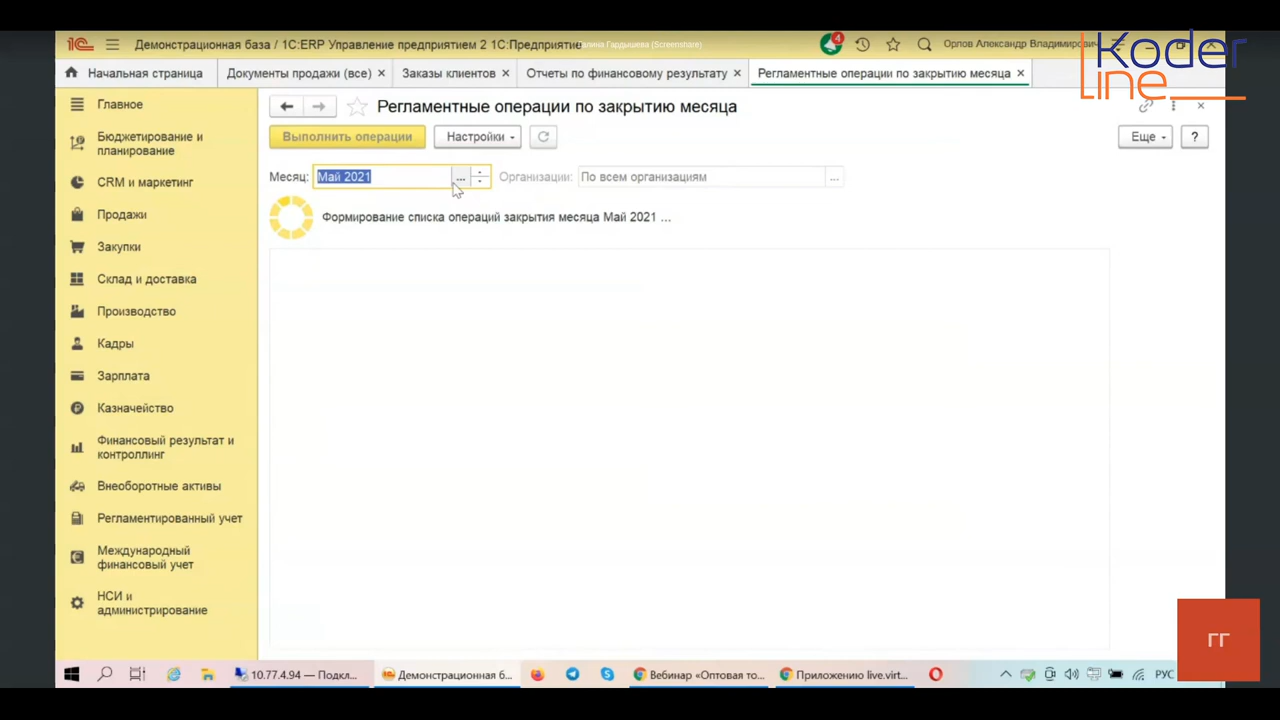 Демонстрационная база / 1С:ERP Управление предприятием 2 1С:Предприятие
Галина Гардышева (Screenshare)
4
Орлов Александр Владимирович
Koder
line
Начальная страница
Документы продажи (все) ×
Заказы клиентов ×
Отчеты по финансовому результату ×
Регламентные операции по закрытию месяца ×
Главное
Бюджетирование и
планирование
CRM и маркетинг
Продажи
Закупки
Склад и доставка
Производство
Кадры
Зарплата
Казначейство
Финансовый результат и
контроллинг
Внеоборотные активы
Регламентированный учет
Международный
финансовый учет
НСИ и
администрирование
Регламентные операции по закрытию месяца
Выполнить операции
Настройки
Еще
?
Месяц: Май 2021 ...
Организации: По всем организациям ...
Формирование списка операций закрытия месяца Май 2021 ...
ГГ
10.77.4.94 — Подкл...
Демонстрационная б...
Вебинар «Оптовая то...
Приложению live.virt...
РУС